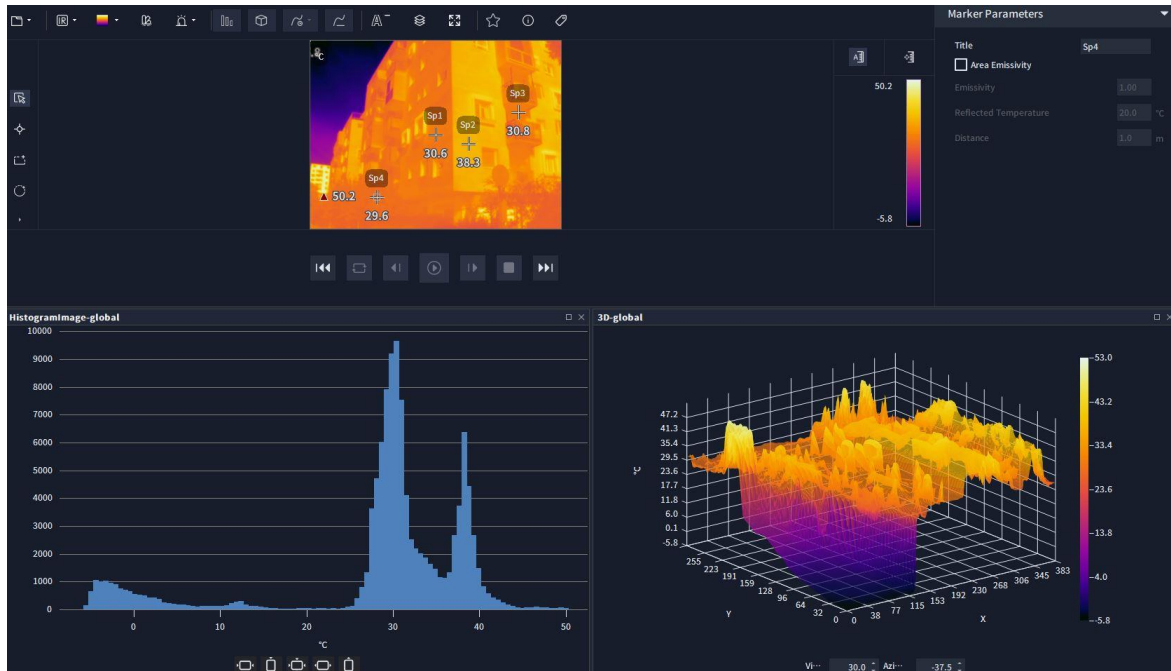 IR
A
Marker Parameters
Title
Sp4
Area Emissivity
Emissivity
1.00
Reflected Temperature
20.0
°C
Distance
1.0
m
°C
Sp3
30.8
Sp1
30.6
Sp2
38.3
Sp4
29.6
50.2
A
50.2
-5.8
HistogramImage-global
10000
9000
8000
7000
6000
5000
4000
3000
2000
1000
0
0
10
20
30
40
50
°C
3D-global
47.2
41.3
35.4
29.5
23.6
17.7
11.8
6.0
0.1
-5.8
°C
255
223
191
159
128
96
64
32
0
Y
0
38
77
115
153
192
230
268
306
345
383
X
53.0
43.2
33.4
23.6
13.8
4.0
-5.8
Vi···
30.0
Azi···
-37.5